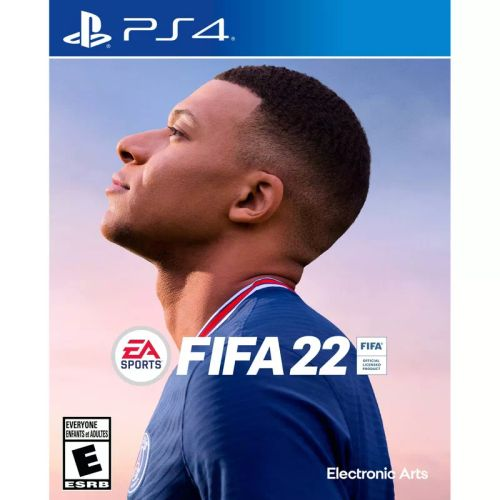 PS4
EA
SPORTS
FIFA 22
FIFA
OFFICIAL
LICENSED
PRODUCT
EVERYONE
ENFANTS et ADULTES
E
ESRB
Electronic Arts